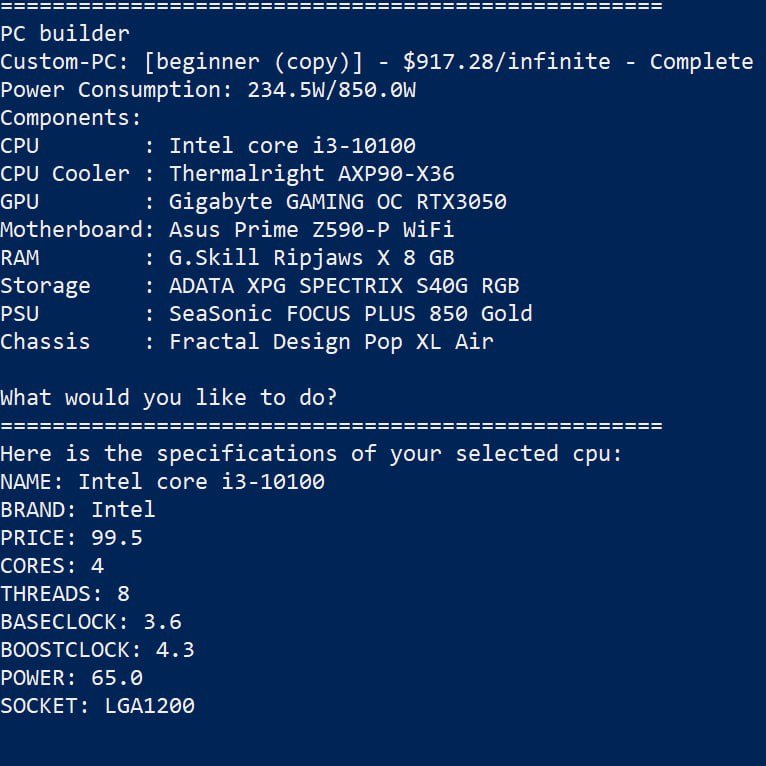 ===================================================
PC builder
Custom-PC: [beginner (copy)] - $917.28/infinite - Complete
Power Consumption: 234.5W/850.0W
Components:
CPU        : Intel core i3-10100
CPU Cooler : Thermalright AXP90-X36
GPU        : Gigabyte GAMING OC RTX3050
Motherboard: Asus Prime Z590-P WiFi
RAM        : G.Skill Ripjaws X 8 GB
Storage    : ADATA XPG SPECTRIX S40G RGB
PSU        : SeaSonic FOCUS PLUS 850 Gold
Chassis    : Fractal Design Pop XL Air

What would you like to do?
===================================================
Here is the specifications of your selected cpu:
NAME: Intel core i3-10100
BRAND: Intel
PRICE: 99.5
CORES: 4
THREADS: 8
BASECLOCK: 3.6
BOOSTCLOCK: 4.3
POWER: 65.0
SOCKET: LGA1200